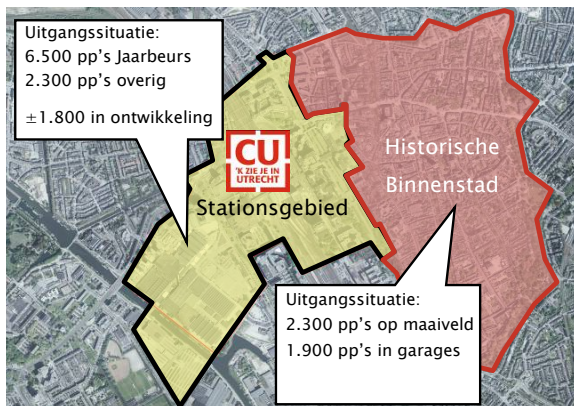 Uitgangssituatie:
6.500 pp's Jaarbeurs
2.300 pp's overig
±1.800 in ontwikkeling
CU
'K ZIE JE IN
UTRECHT
Stationsgebied
Historische
Binnenstad
Uitgangssituatie:
2.300 pp's op maaiveld
1.900 pp's in garages